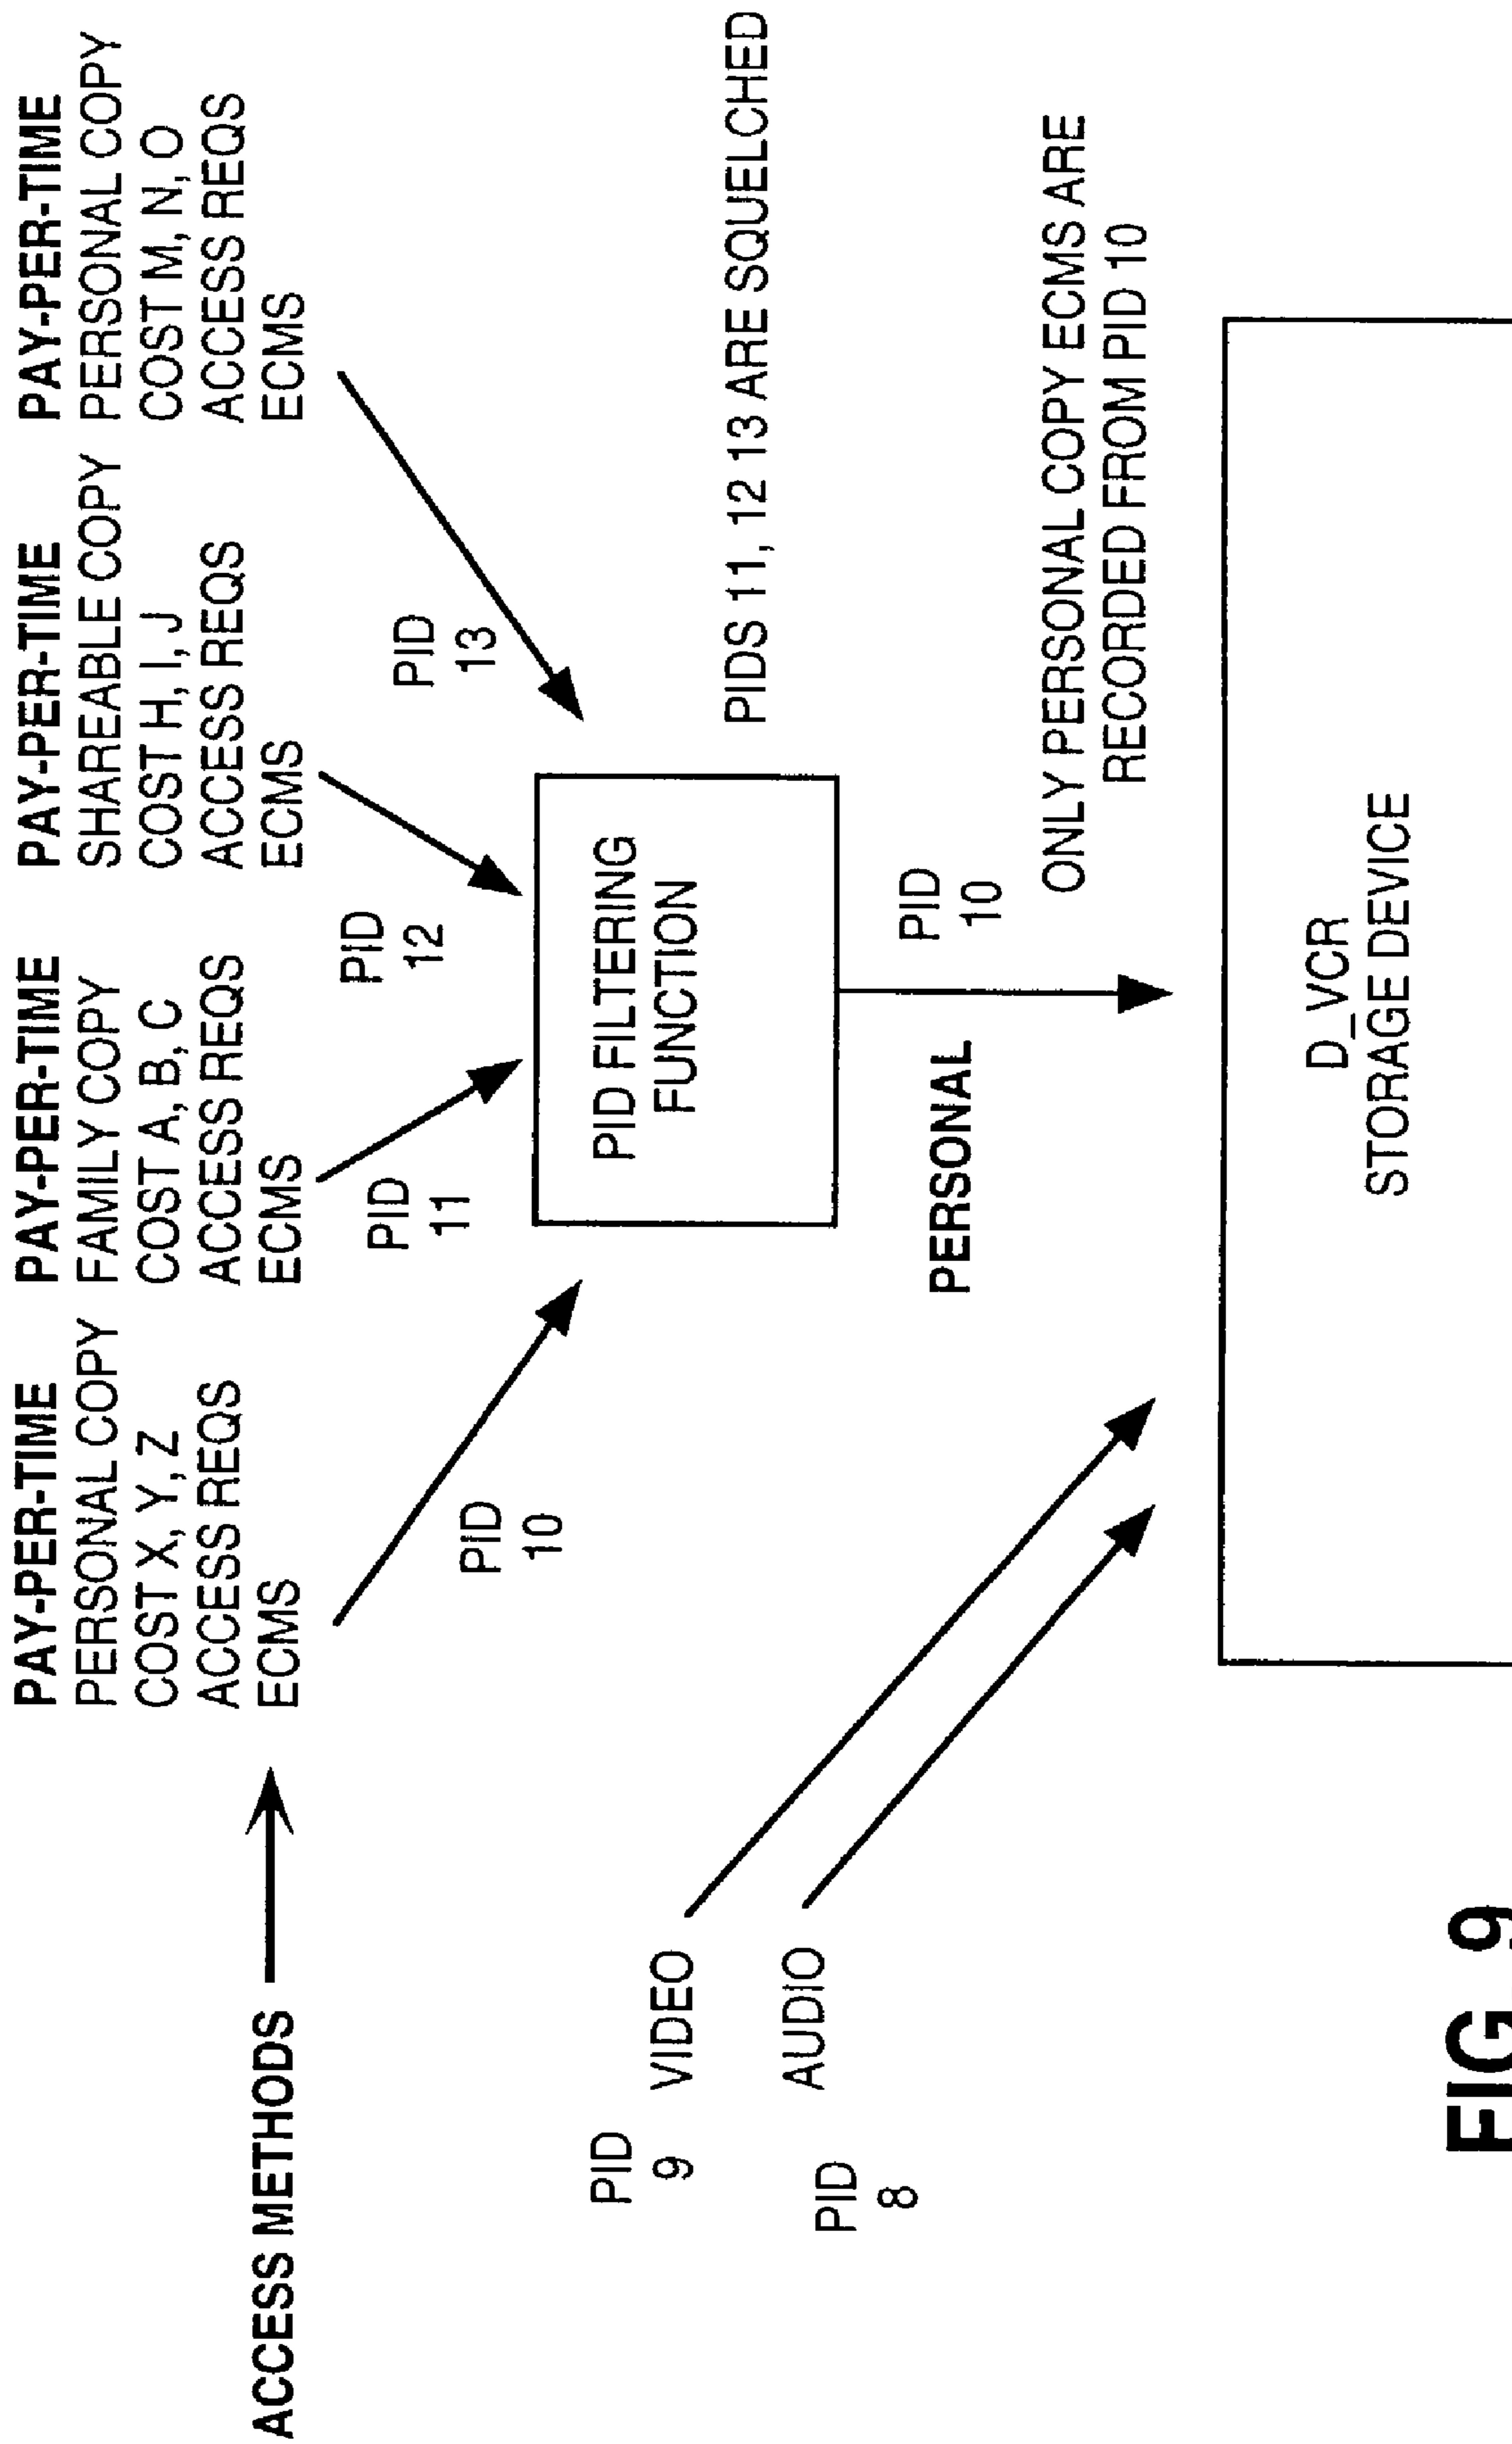 PAY-PER-TIME
PERSONAL COPY
COST X, Y, Z
ACCESS REQS
ECMS
PAY-PER-TIME
FAMILY COPY
COST A, B, C
ACCESS REQS
ECMS
PAY-PER-TIME
SHAREABLE COPY
COST H, I, J
ACCESS REQS
ECMS
PAY-PER-TIME
PERSONAL COPY
COST M, N, O
ACCESS REQS
ECMS
ACCESS METHODS
PID
10
PID
11
PID
12
PID
13
PID FILTERING
FUNCTION
PIDS 11, 12 13 ARE SQUELCHED
PID
9
VIDEO
AUDIO
PID
8
PERSONAL
PID
10
ONLY PERSONAL COPY ECMS ARE
RECORDED FROM PID 10
D_VCR
STORAGE DEVICE
FIG. 9